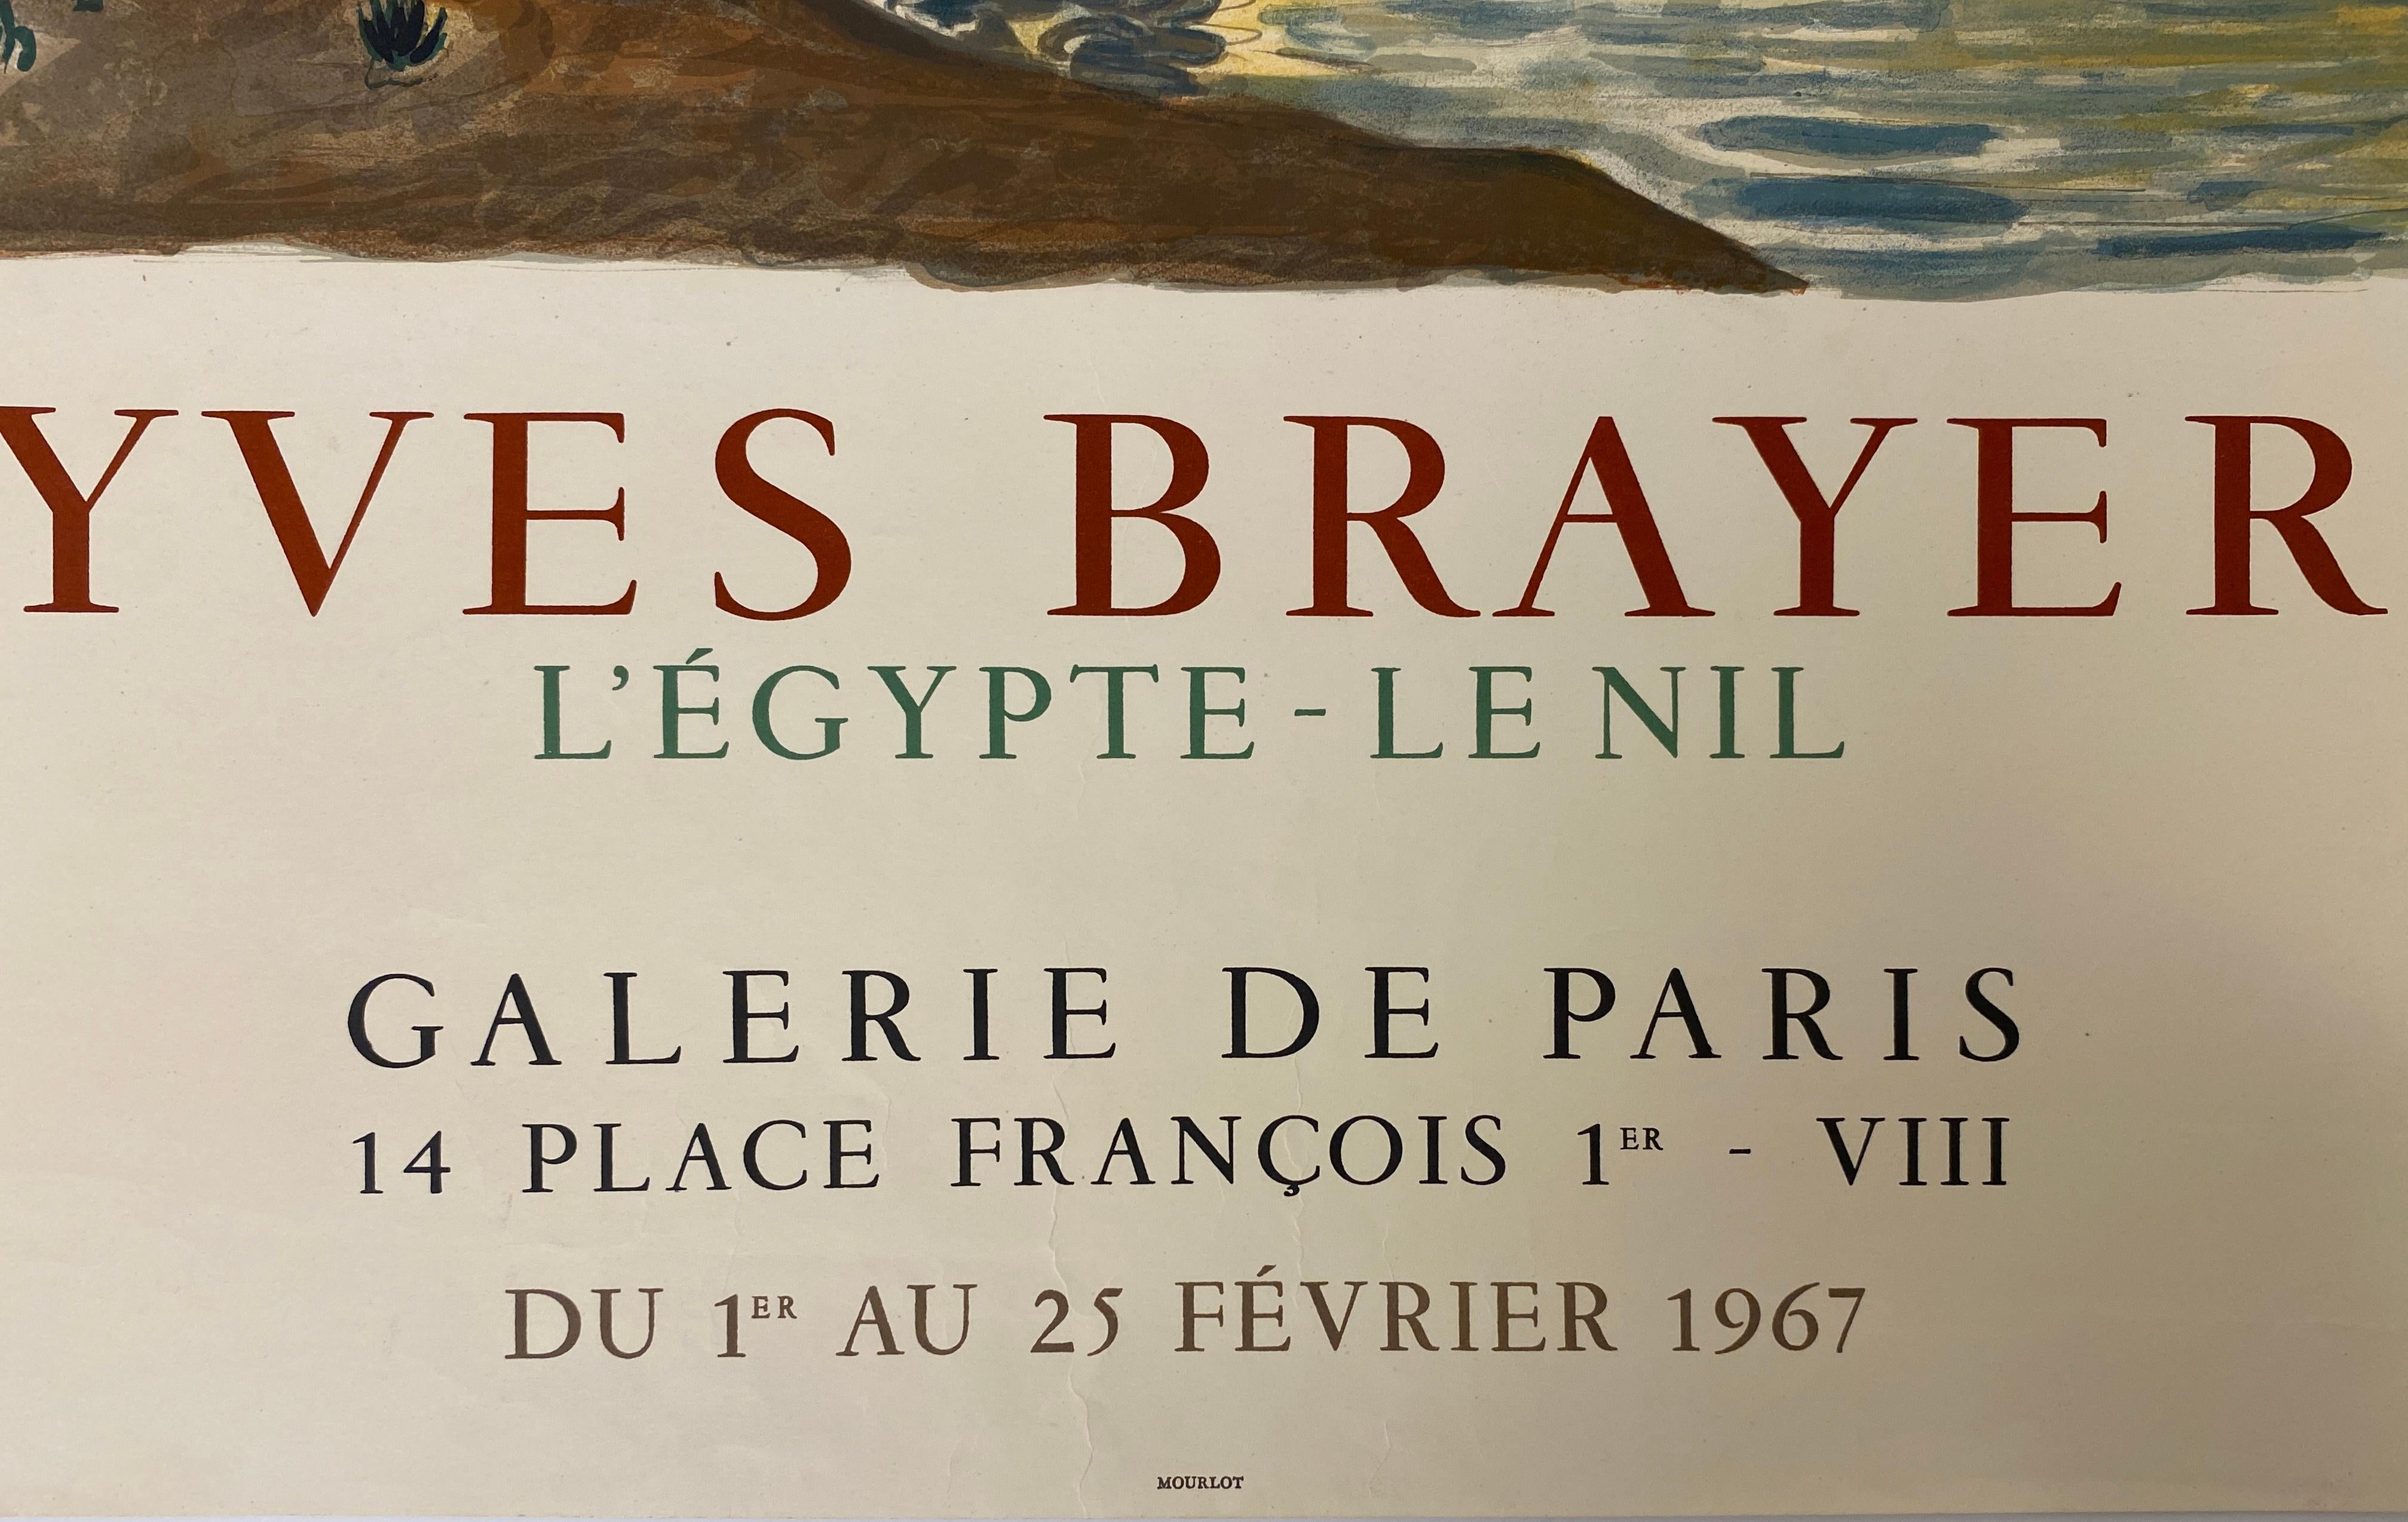 YVES BRAYER
L'ÉGYPTE - LE NIL
GALERIE DE PARIS
14 PLACE FRANÇOIS 1ER - VIII
DU 1ER AU 25 FÉVRIER 1967
MOURLOT